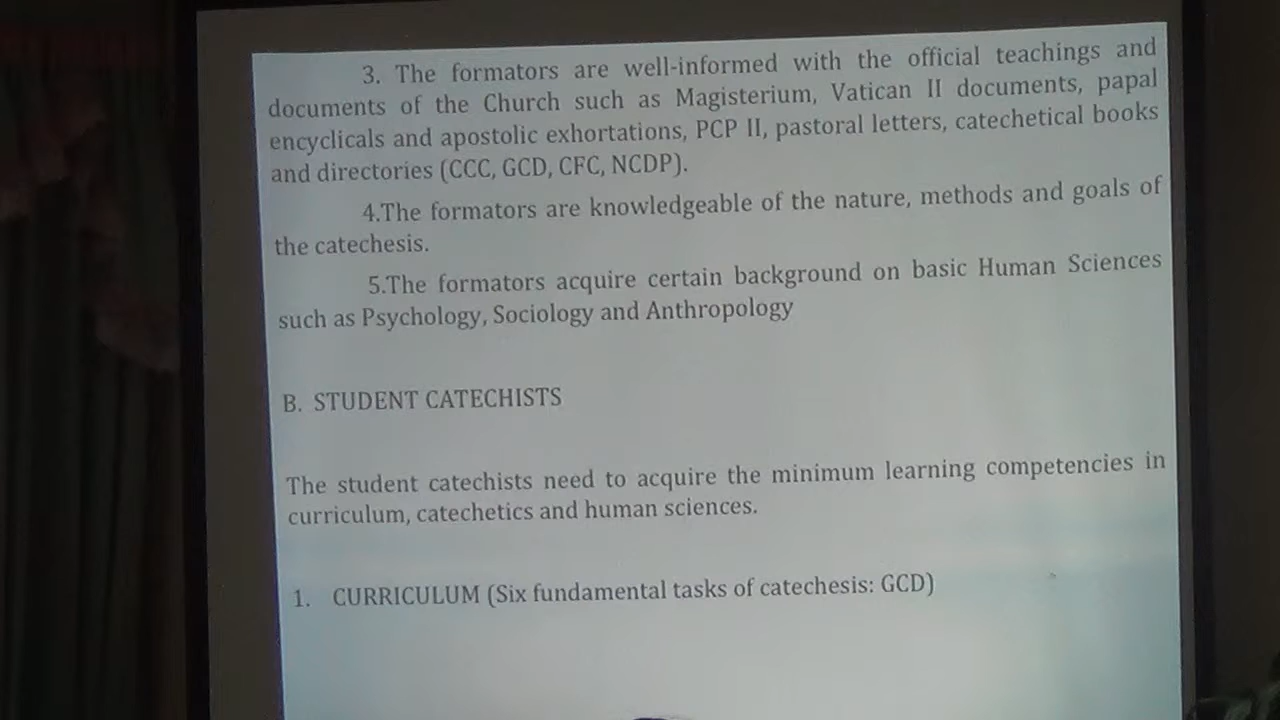 3. The formators are well-informed with the official teachings and
documents of the Church such as Magisterium, Vatican II documents, papal
encyclicals and apostolic exhortations, PCP II, pastoral letters, catechetical books
and directories (CCC, GCD, CFC, NCDP).
4.The formators are knowledgeable of the nature, methods and goals of
the catechesis.
5.The formators acquire certain background on basic Human Sciences
such as Psychology, Sociology and Anthropology
B. STUDENT CATECHISTS
The student catechists need to acquire the minimum learning competencies in
curriculum, catechetics and human sciences.
1. CURRICULUM (Six fundamental tasks of catechesis: GCD)